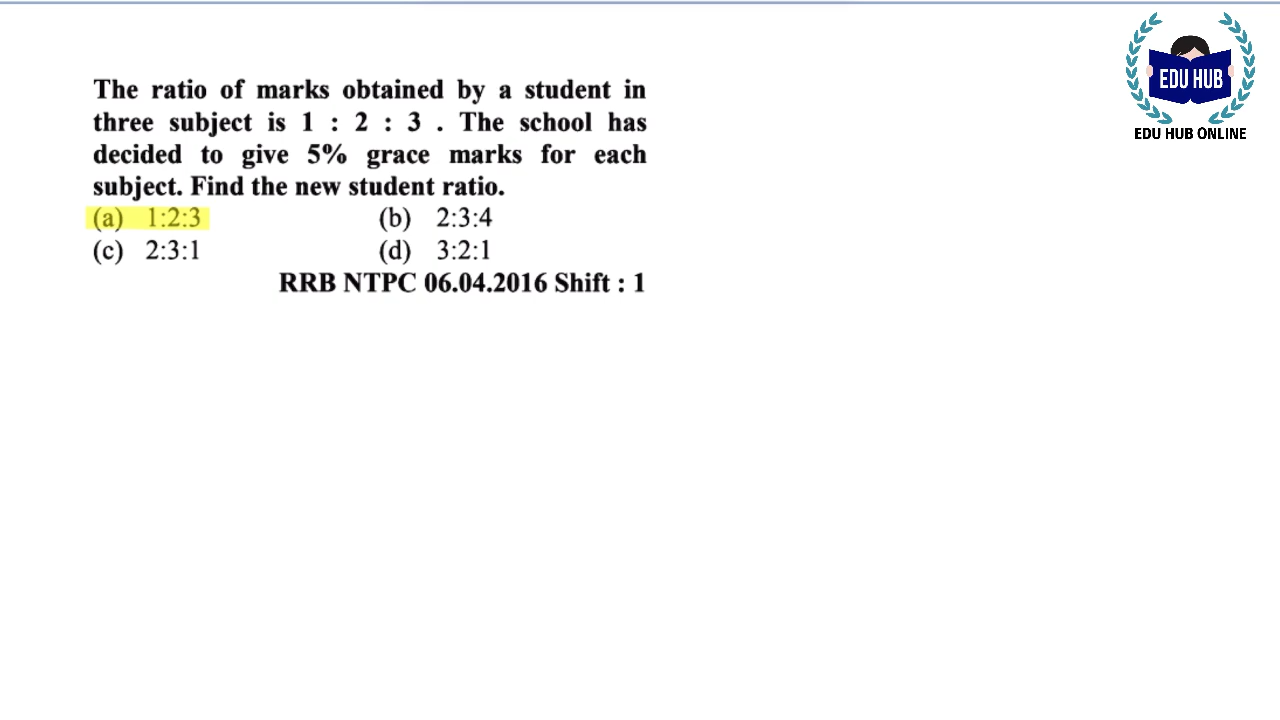 EDU HUB
EDU HUB ONLINE
The ratio of marks obtained by a student in
three subject is 1 : 2 : 3 . The school has
decided to give 5% grace marks for each
subject. Find the new student ratio.
(a) 1:2:3 (b) 2:3:4
(c) 2:3:1 (d) 3:2:1
RRB NTPC 06.04.2016 Shift : 1